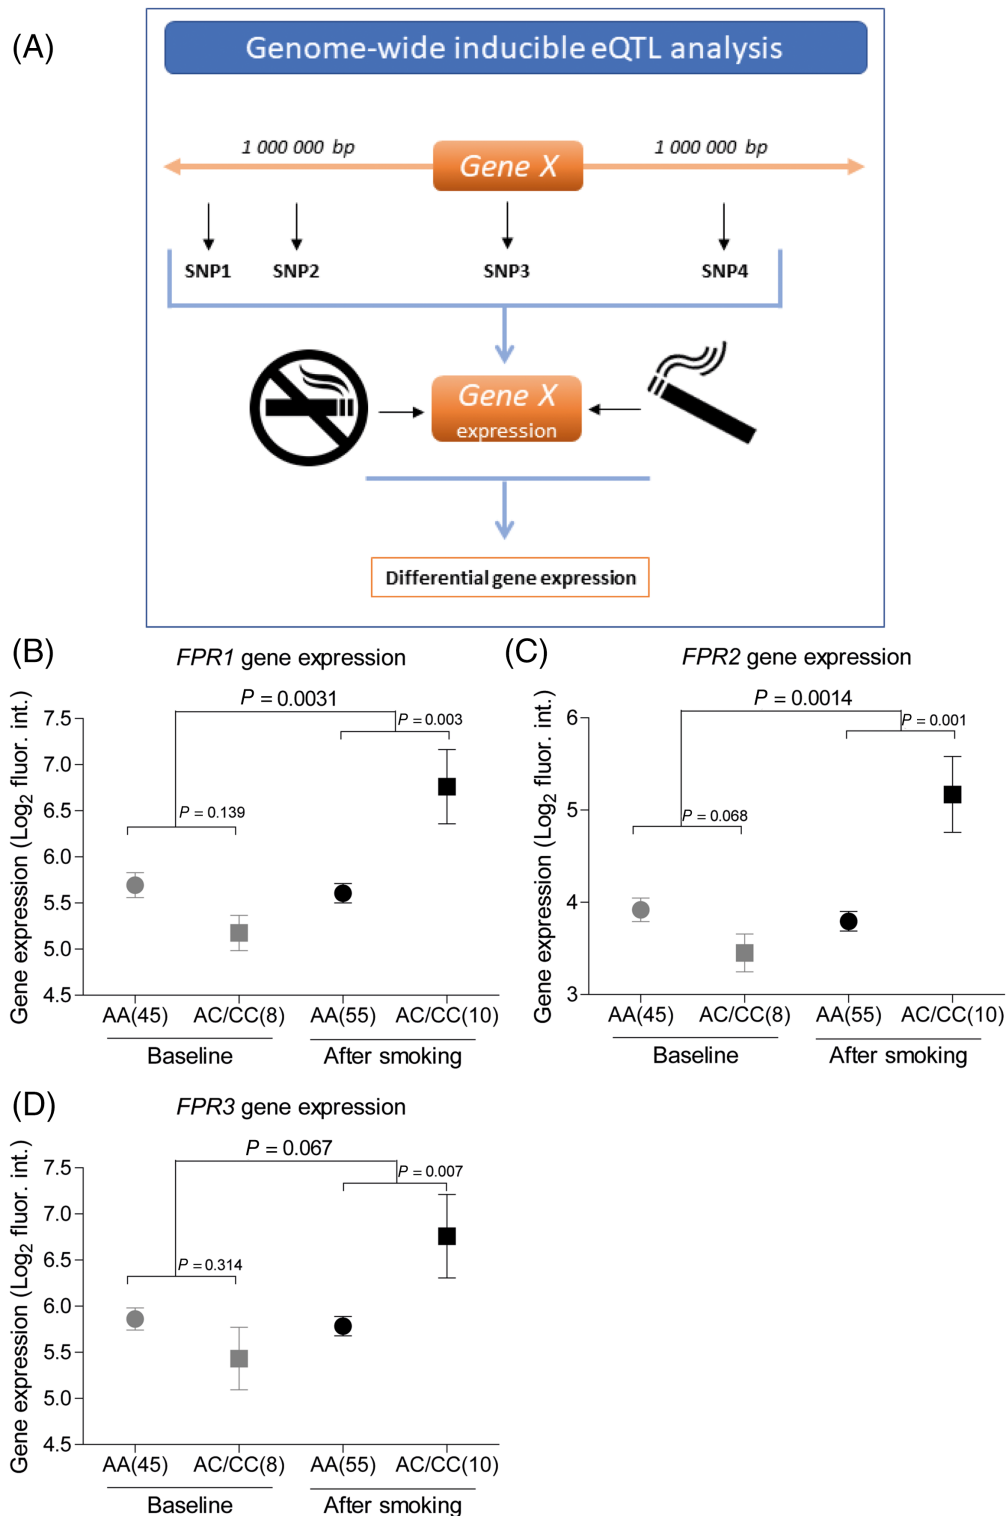 (A)
Genome-wide inducible eQTL analysis
1 000 000 bp
Gene X
1 000 000 bp
SNP1 SNP2 SNP3 SNP4
Gene X
expression
Differential gene expression
(B)
FPR1 gene expression
P = 0.0031
P = 0.003
P = 0.139
Gene expression (Log2 fluor. int.)
7.5
7.0
6.5
6.0
5.5
5.0
4.5
AA(45) AC/CC(8) AA(55) AC/CC(10)
Baseline After smoking
(C)
FPR2 gene expression
P = 0.0014
P = 0.001
P = 0.068
Gene expression (Log2 fluor. int.)
6
5
4
3
AA(45) AC/CC(8) AA(55) AC/CC(10)
Baseline After smoking
(D)
FPR3 gene expression
P = 0.067
P = 0.007
P = 0.314
Gene expression (Log2 fluor. int.)
7.5
7.0
6.5
6.0
5.5
5.0
4.5
AA(45) AC/CC(8) AA(55) AC/CC(10)
Baseline After smoking